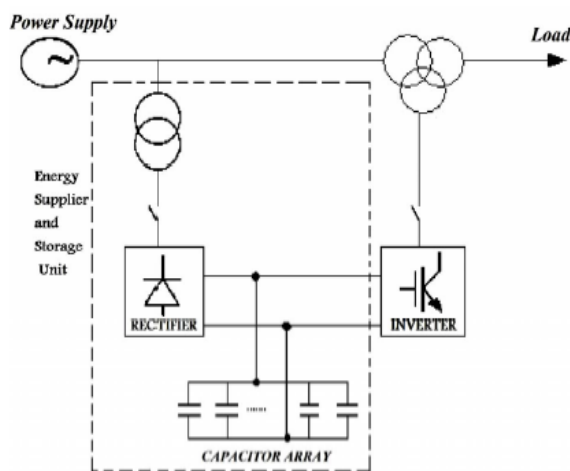 Power Supply
Load
Energy
Supplier
and
Storage
Unit
RECTIFIER
INVERTER
CAPACITOR ARRAY